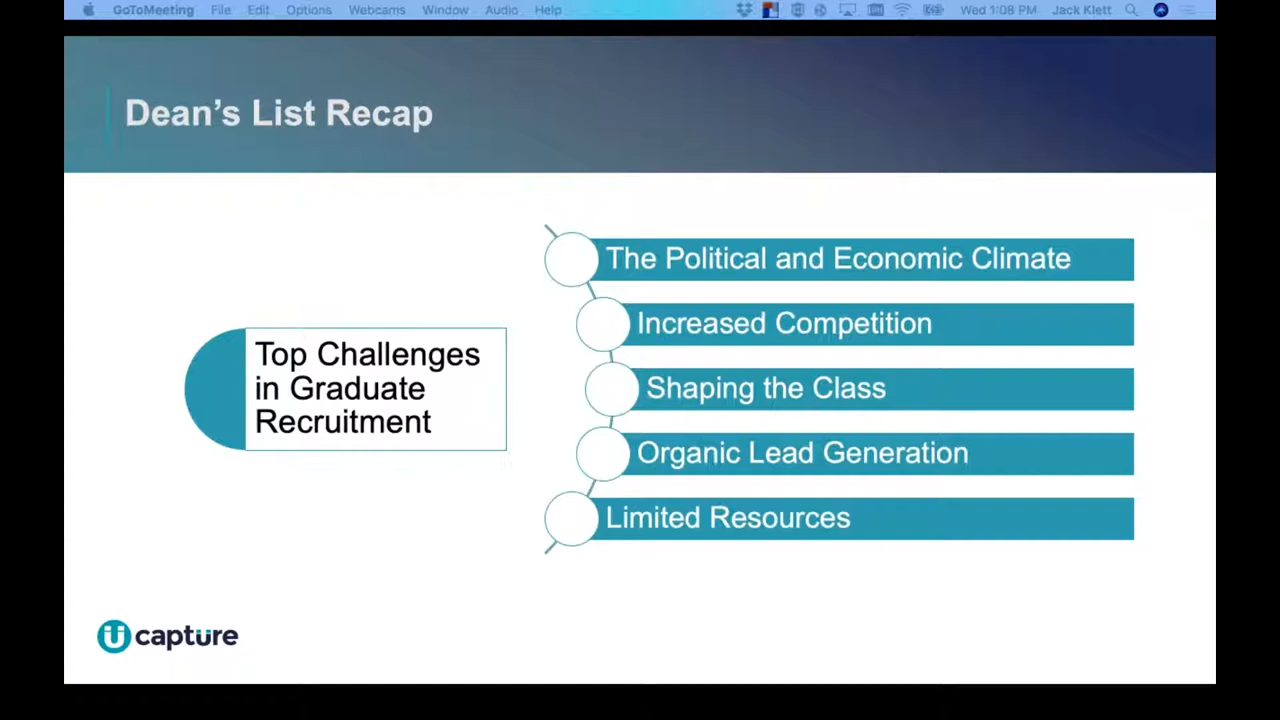 GoToMeeting File Edit Options Webcams Window Audio Help Wed 1:08 PM Jack Klett
Dean’s List Recap
Top Challenges
in Graduate
Recruitment
The Political and Economic Climate
Increased Competition
Shaping the Class
Organic Lead Generation
Limited Resources
capture